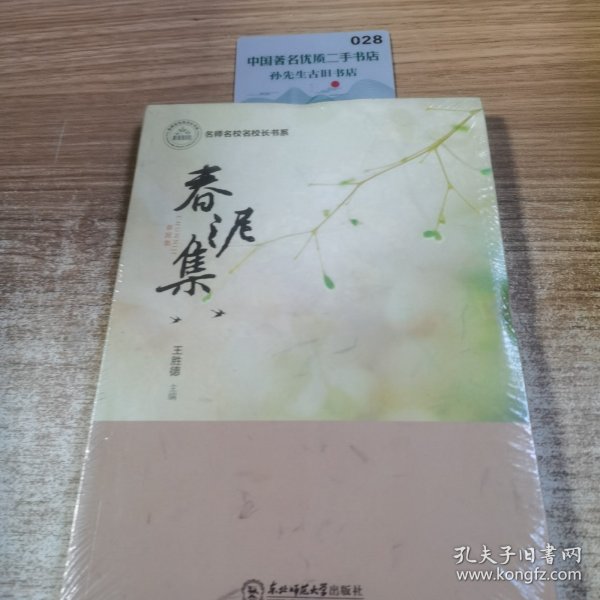 028
中国著名优质二手书店
孙先生古旧书店
名师名校名校长书系
春泥集
王胜德 主编
东北师范大学出版社
孔夫子旧书网
www.kongfz.com